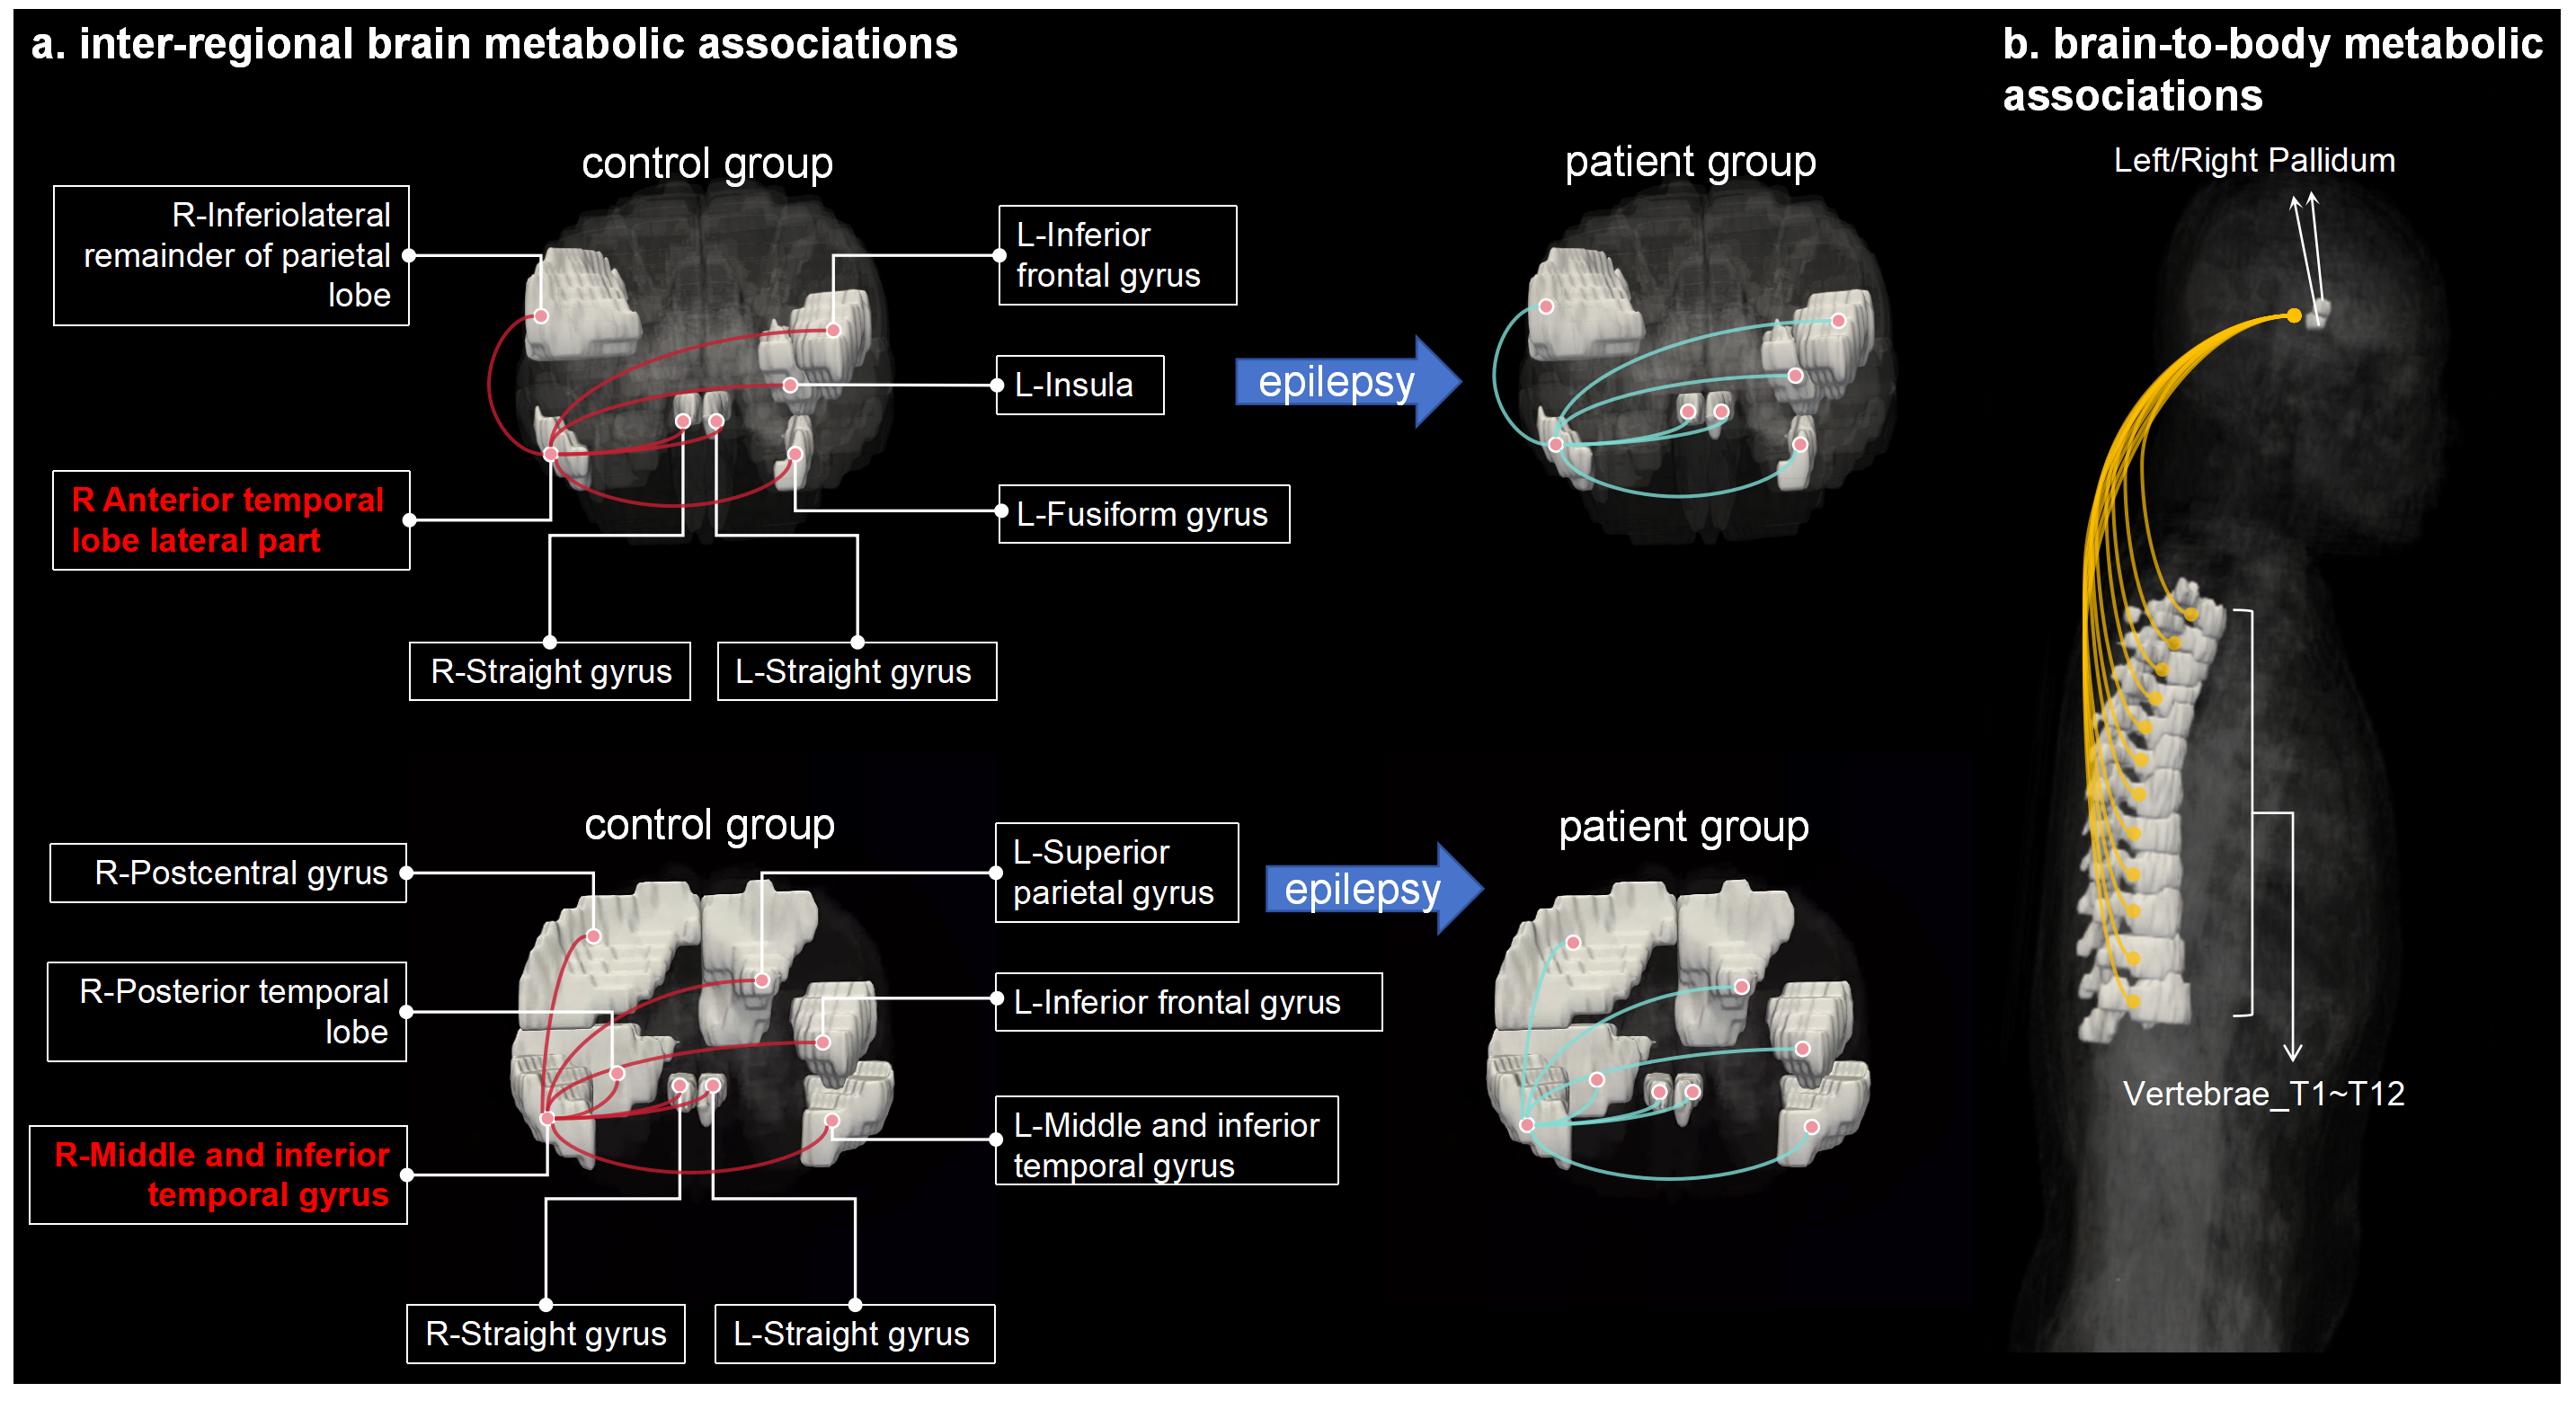 a. inter-regional brain metabolic associations
b. brain-to-body metabolic
associations
control group
patient group
Left/Right Pallidum
R-Inferiolateral
remainder of parietal
lobe
L-Inferior
frontal gyrus
L-Insula
epilepsy
R Anterior temporal
lobe lateral part
L-Fusiform gyrus
R-Straight gyrus
L-Straight gyrus
control group
patient group
R-Postcentral gyrus
L-Superior
parietal gyrus
epilepsy
R-Posterior temporal
lobe
L-Inferior frontal gyrus
R-Middle and inferior
temporal gyrus
L-Middle and inferior
temporal gyrus
R-Straight gyrus
L-Straight gyrus
Vertebrae_T1~T12